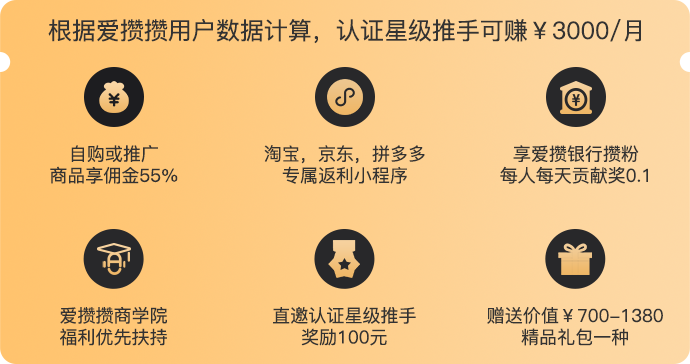 根据爱攒攒用户数据计算，认证星级推手可赚￥3000/月
自购或推广
商品享佣金55%
淘宝，京东，拼多多
专属返利小程序
享爱攒银行攒粉
每人每天贡献奖0.1
爱攒攒商学院
福利优先扶持
直邀认证星级推手
奖励100元
赠送价值￥700-1380
精品礼包一种